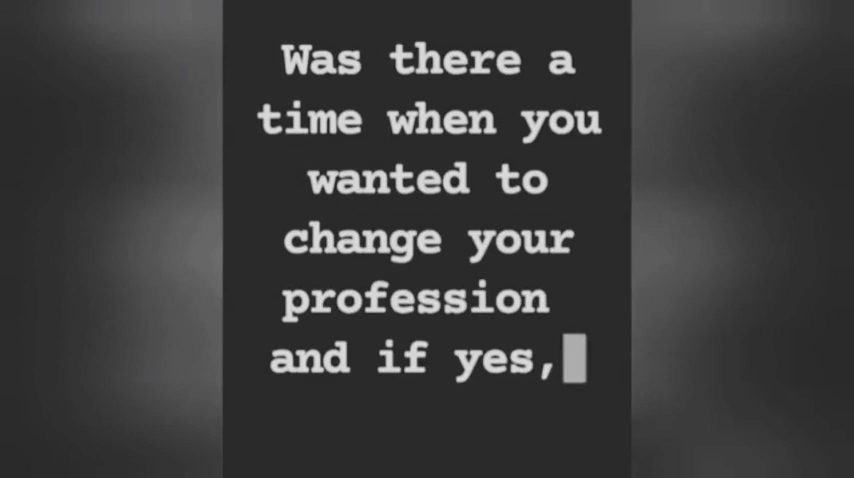 Was there a
time when you
wanted to
change your
profession
and if yes,